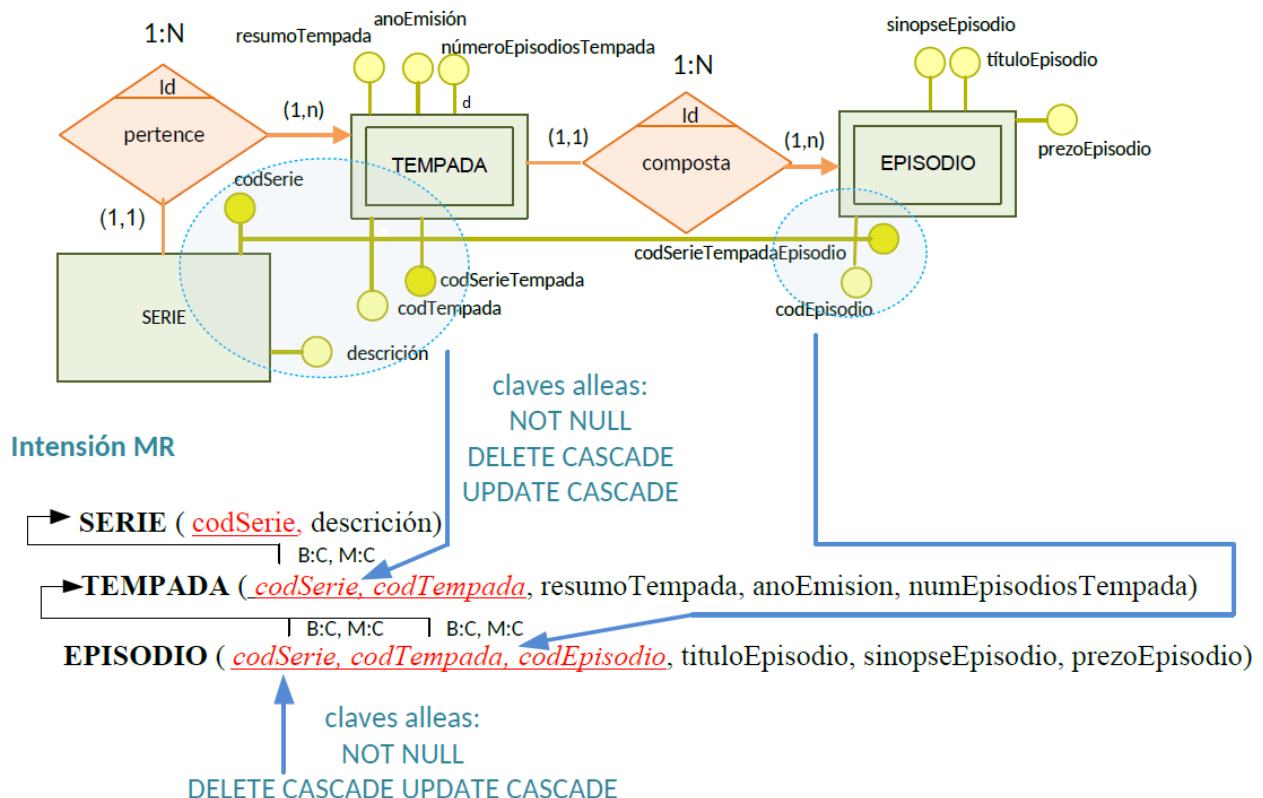 1:N
resumoTempada
anoEmisión
númeroEpisodiosTempada
d
1:N
sinopseEpisodio
títuloEpisodio
prezoEpisodio
Id
pertence
(1,n)
TEMPADA
(1,1)
Id
composta
(1,n)
EPISODIO
codSerie
(1,1)
codSerieTempadaEpisodio
codSerieTempada
codTempada
codEpisodio
SERIE
descrición
claves alleas:
NOT NULL
DELETE CASCADE
UPDATE CASCADE
Intensión MR
SERIE ( codSerie, descrición)
B:C, M:C
TEMPADA ( codSerie, codTempada, resumoTempada, anoEmision, numEpisodiosTempada)
B:C, M:C B:C, M:C
EPISODIO ( codSerie, codTempada, codEpisodio, tituloEpisodio, sinopseEpisodio, prezoEpisodio)
claves alleas:
NOT NULL
DELETE CASCADE UPDATE CASCADE